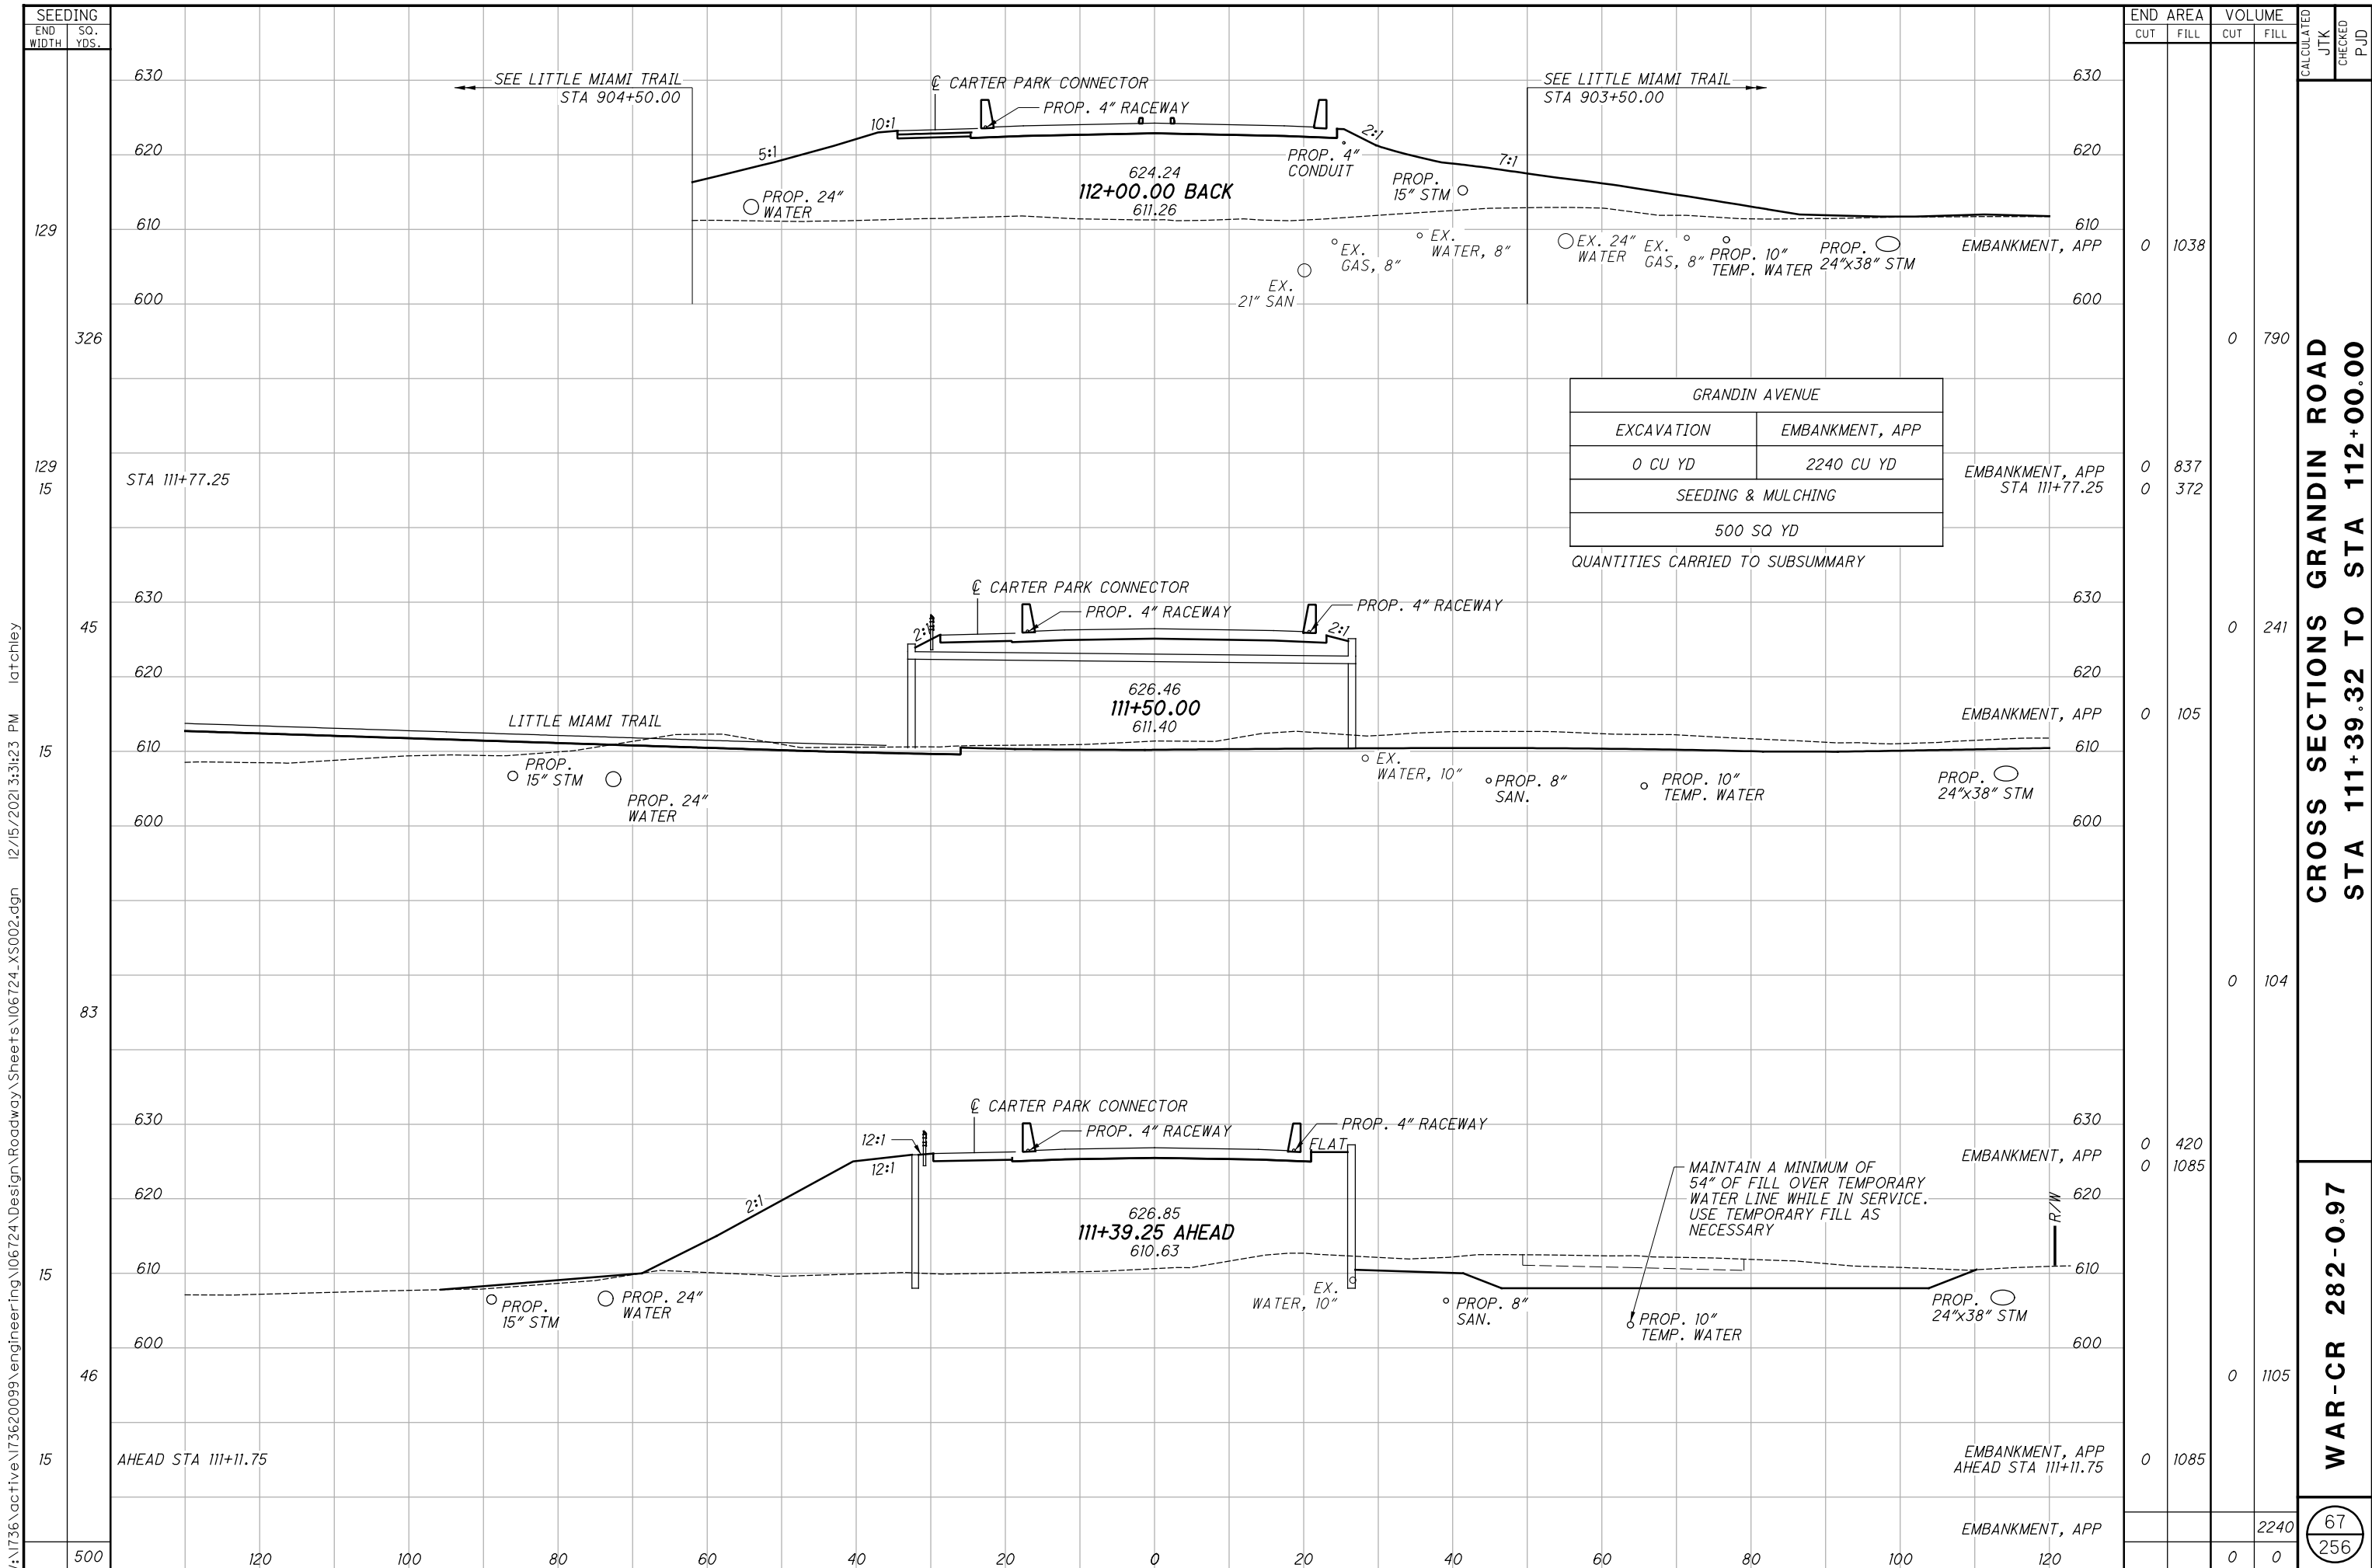 SEEDING
END WIDTH
SQ. YDS.
END AREA
VOLUME
CUT
FILL
CUT
FILL
CALCULATED
JTK
CHECKED
PJD
630
SEE LITTLE MIAMI TRAIL
STA 904+50.00
℄ CARTER PARK CONNECTOR
PROP. 4" RACEWAY
SEE LITTLE MIAMI TRAIL
STA 903+50.00
630
10:1
2:1
620
5:1
7:1
620
PROP. 4"
CONDUIT
624.24
112+00.00 BACK
611.26
PROP.
15" STM
PROP. 24"
WATER
129
610
610
EX.
GAS, 8"
EX.
WATER, 8"
EX. 24"
WATER
EX.
GAS, 8"
PROP. 10"
TEMP. WATER
PROP.
24"x38" STM
EMBANKMENT, APP
0
1038
EX.
21" SAN
600
600
326
0
790
GRANDIN AVENUE
EXCAVATION
EMBANKMENT, APP
0 CU YD
2240 CU YD
SEEDING & MULCHING
500 SQ YD
QUANTITIES CARRIED TO SUBSUMMARY
129
15
STA 111+77.25
EMBANKMENT, APP
STA 111+77.25
0
837
0
372
630
℄ CARTER PARK CONNECTOR
PROP. 4" RACEWAY
PROP. 4" RACEWAY
630
45
2:1
2:1
0
241
620
620
626.46
111+50.00
611.40
EMBANKMENT, APP
0
105
LITTLE MIAMI TRAIL
15
610
610
PROP.
15" STM
PROP. 24"
WATER
EX.
WATER, 10"
PROP. 8"
SAN.
PROP. 10"
TEMP. WATER
PROP.
24"x38" STM
600
600
0
104
83
630
℄ CARTER PARK CONNECTOR
PROP. 4" RACEWAY
PROP. 4" RACEWAY
630
12:1
12:1
FLAT
EMBANKMENT, APP
0
420
0
1085
MAINTAIN A MINIMUM OF
54" OF FILL OVER TEMPORARY
WATER LINE WHILE IN SERVICE.
USE TEMPORARY FILL AS
NECESSARY
620
2:1
620
R/W
626.85
111+39.25 AHEAD
610.63
15
610
610
PROP.
15" STM
PROP. 24"
WATER
EX.
WATER, 10"
PROP. 8"
SAN.
PROP. 10"
TEMP. WATER
PROP.
24"x38" STM
600
600
46
0
1105
15
AHEAD STA 111+11.75
EMBANKMENT, APP
AHEAD STA 111+11.75
0
1085
EMBANKMENT, APP
2240
500
120
100
80
60
40
20
0
20
40
60
80
100
120
0
0
CROSS SECTIONS GRANDIN ROAD
STA 111+39.32 TO STA 112+00.00
WAR-CR 282-0.97
67
256
:\1736\active\173620099\engineering\106724\Design\Roadway\Sheets\106724_XS002.dgn 12/15/2021 3:31:23 PM latchley